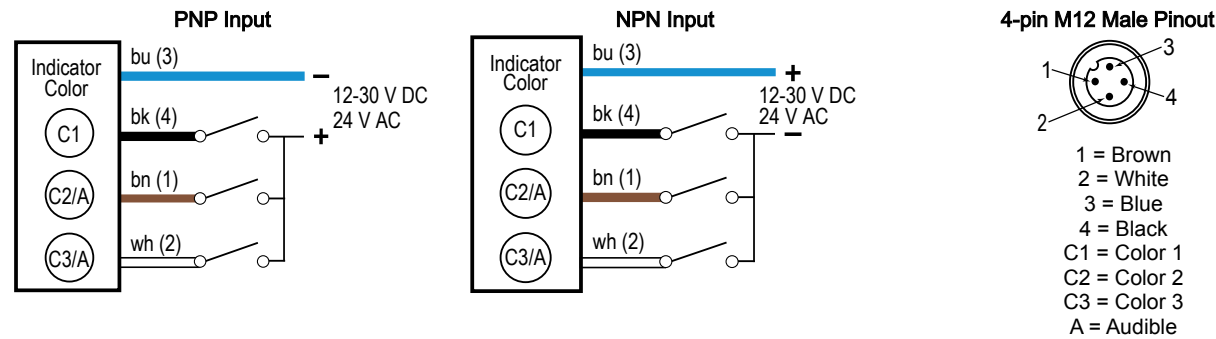 PNP Input
Indicator
Color
bu (3)
–
12-30 V DC
24 V AC
bk (4)
+
C1
bn (1)
C2/A
wh (2)
C3/A
NPN Input
Indicator
Color
bu (3)
+
12-30 V DC
24 V AC
bk (4)
–
C1
bn (1)
C2/A
wh (2)
C3/A
4-pin M12 Male Pinout
3
1
4
2
1 = Brown
2 = White
3 = Blue
4 = Black
C1 = Color 1
C2 = Color 2
C3 = Color 3
A = Audible